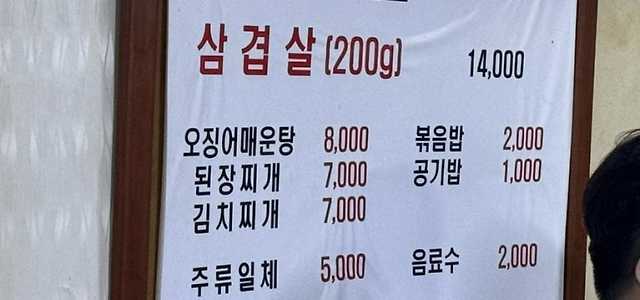 삼겹살(200g) 14,000
오징어매운탕 8,000 볶음밥 2,000
된장찌개 7,000 공기밥 1,000
김치찌개 7,000
주류일체 5,000 음료수 2,000